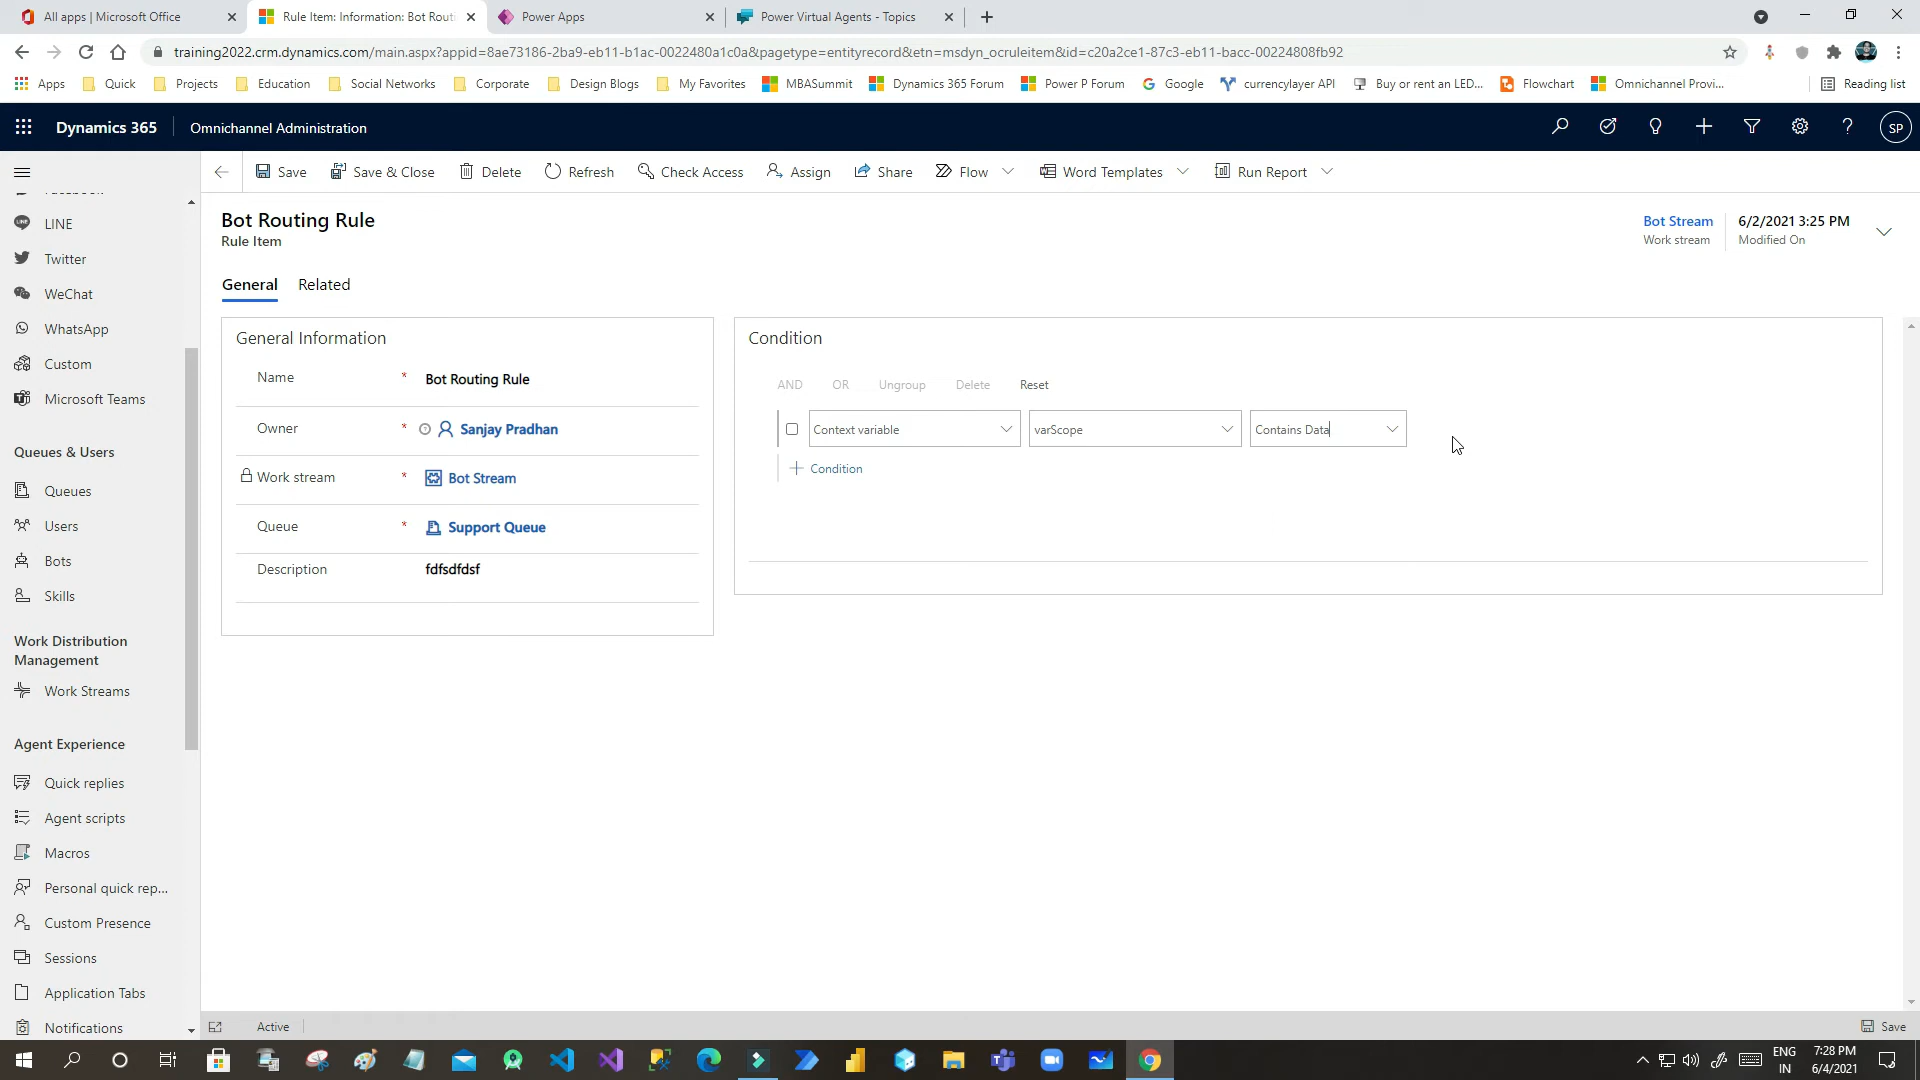 All apps | Microsoft Office
Rule Item: Information: Bot Routi
Power Apps
Power Virtual Agents - Topics
training2022.crm.dynamics.com/main.aspx?appid=8ae73186-2ba9-eb11-b1ac-0022480a1c0a&pagetype=entityrecord&etn=msdyn_ocruleitem&id=c20a2ce1-87c3-eb11-bacc-00224808fb92
Apps
Quick
Projects
Education
Social Networks
Corporate
Design Blogs
My Favorites
MBASummit
Dynamics 365 Forum
Power P Forum
Google
currencylayer API
Buy or rent an LED...
Flowchart
Omnichannel Provi...
Reading list
Dynamics 365
Omnichannel Administration
SP
Save
Save & Close
Delete
Refresh
Check Access
Assign
Share
Flow
Word Templates
Run Report
Facebook
LINE
Twitter
WeChat
WhatsApp
Custom
Microsoft Teams
Queues & Users
Queues
Users
Bots
Skills
Work Distribution
Management
Work Streams
Agent Experience
Quick replies
Agent scripts
Macros
Personal quick rep...
Custom Presence
Sessions
Application Tabs
Notifications
Bot Routing Rule
Rule Item
Bot Stream
Work stream
6/2/2021 3:25 PM
Modified On
General
Related
General Information
Name * Bot Routing Rule
Owner * Sanjay Pradhan
Work stream * Bot Stream
Queue * Support Queue
Description fdfsdfdsf
Condition
AND OR Ungroup Delete Reset
Context variable
varScope
Contains Data
Condition
Active
Save
ENG
IN
7:28 PM
6/4/2021